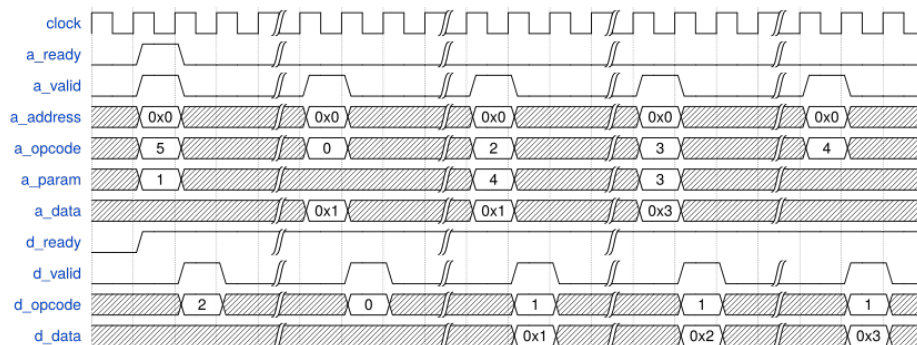 clock
a_ready
a_valid
a_address 0x0 0x0 0x0 0x0 0x0
a_opcode 5 0 2 3 4
a_param 1 4 3
a_data 0x1 0x1 0x3
d_ready
d_valid
d_opcode 2 0 1 1 1
d_data 0x1 0x2 0x3